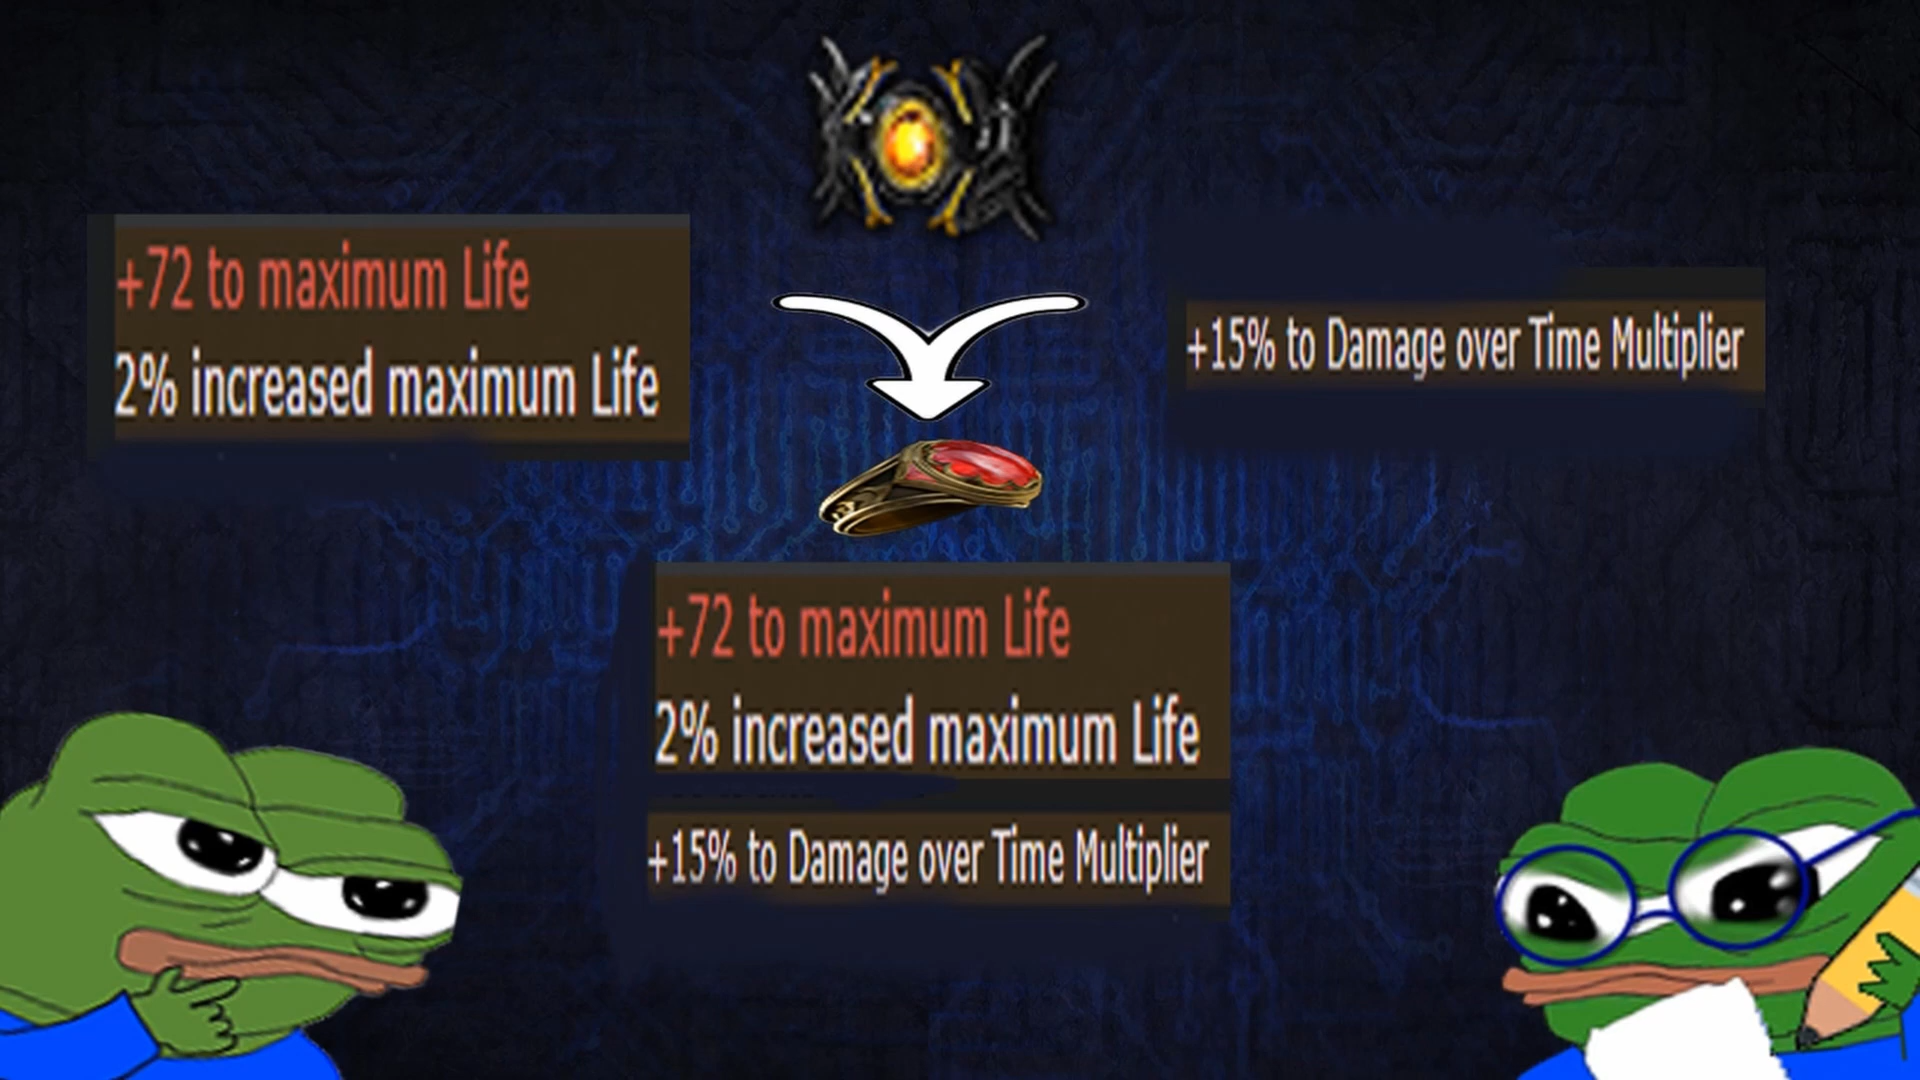 +72 to maximum Life
2% increased maximum Life
+15% to Damage over Time Multiplier
+72 to maximum Life
2% increased maximum Life
+15% to Damage over Time Multiplier